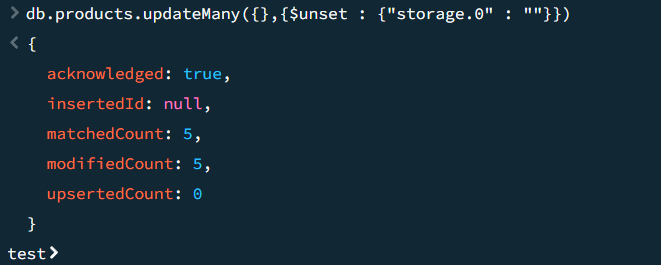 > db.products.updateMany({},{$unset : {"storage.0" : ""}})
< {
acknowledged: true,
insertedId: null,
matchedCount: 5,
modifiedCount: 5,
upsertedCount: 0
}
test>